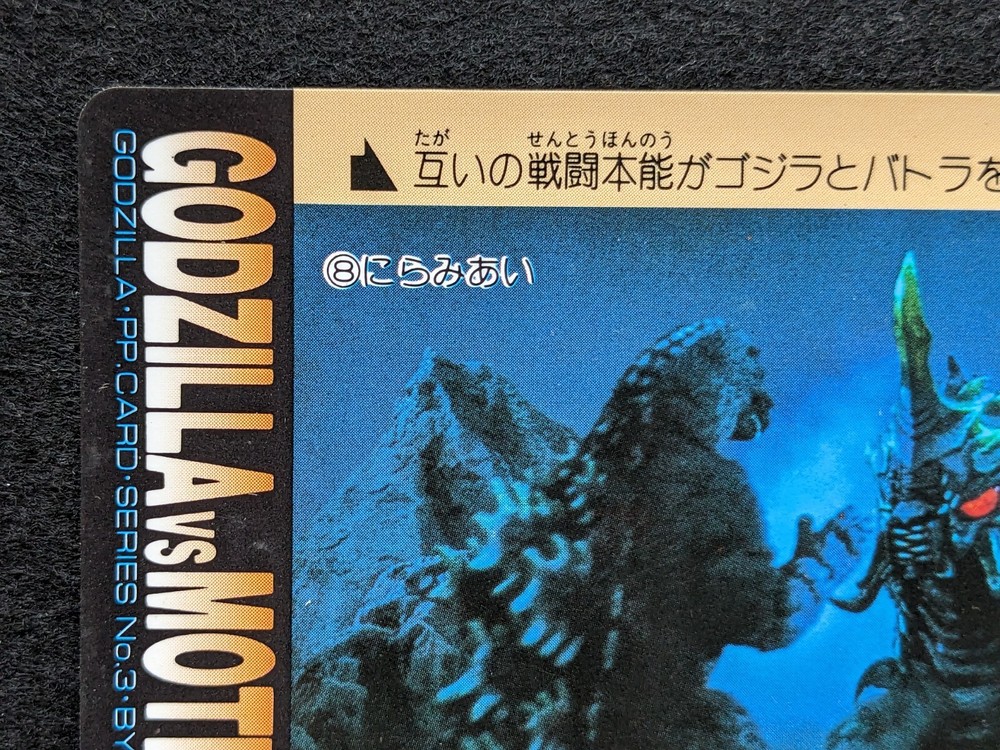 たが せんとうほんのう
互いの戦闘本能がゴジラとバトラを
⑧にらみあい
GODZILLA VS MOT
GODZILLA・PP.CARD・SERIES No.3・BY